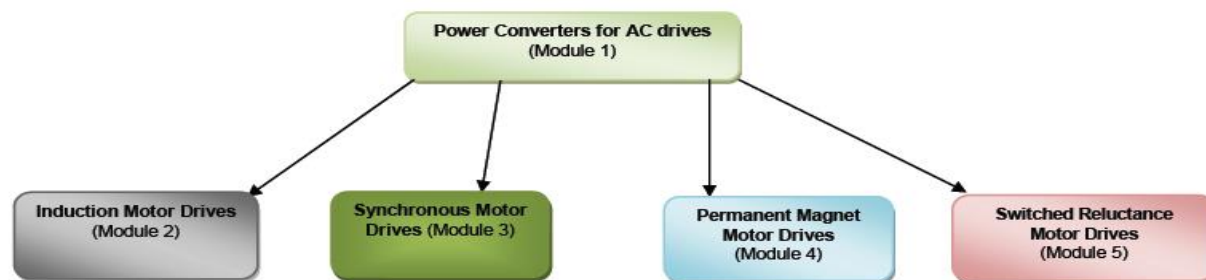 Power Converters for AC drives
(Module 1)
Induction Motor Drives
(Module 2)
Synchronous Motor
Drives (Module 3)
Permanent Magnet
Motor Drives
(Module 4)
Switched Reluctance
Motor Drives
(Module 5)